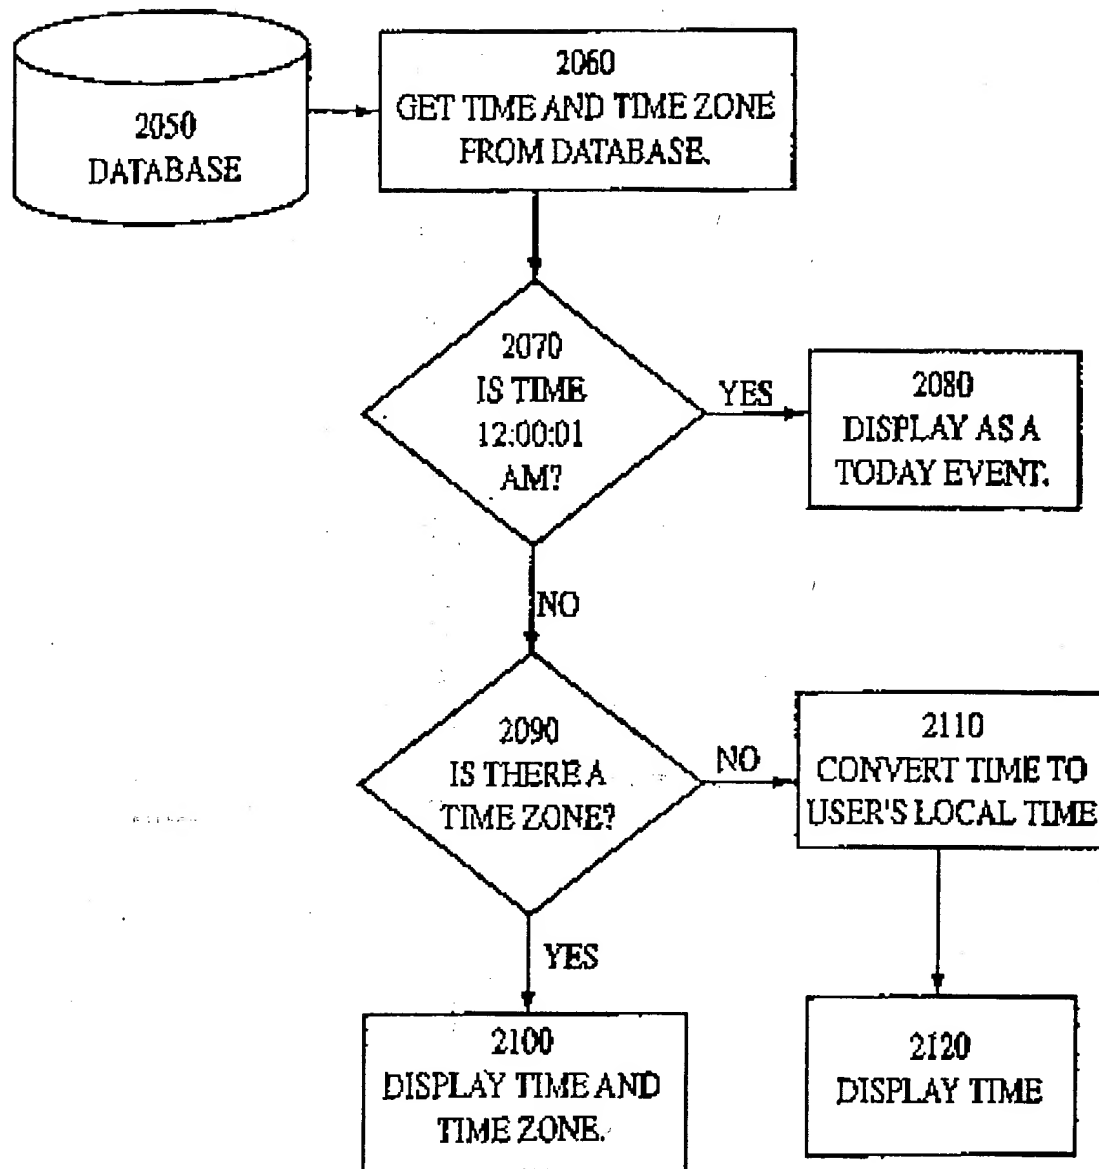 2050
DATABASE
2060
GET TIME AND TIME ZONE
FROM DATABASE.
2070
IS TIME
12:00:01
AM?
YES
2080
DISPLAY AS A
TODAY EVENT.
NO
2090
IS THERE A
TIME ZONE?
NO
2110
CONVERT TIME TO
USER'S LOCAL TIME
YES
2100
DISPLAY TIME AND
TIME ZONE.
2120
DISPLAY TIME